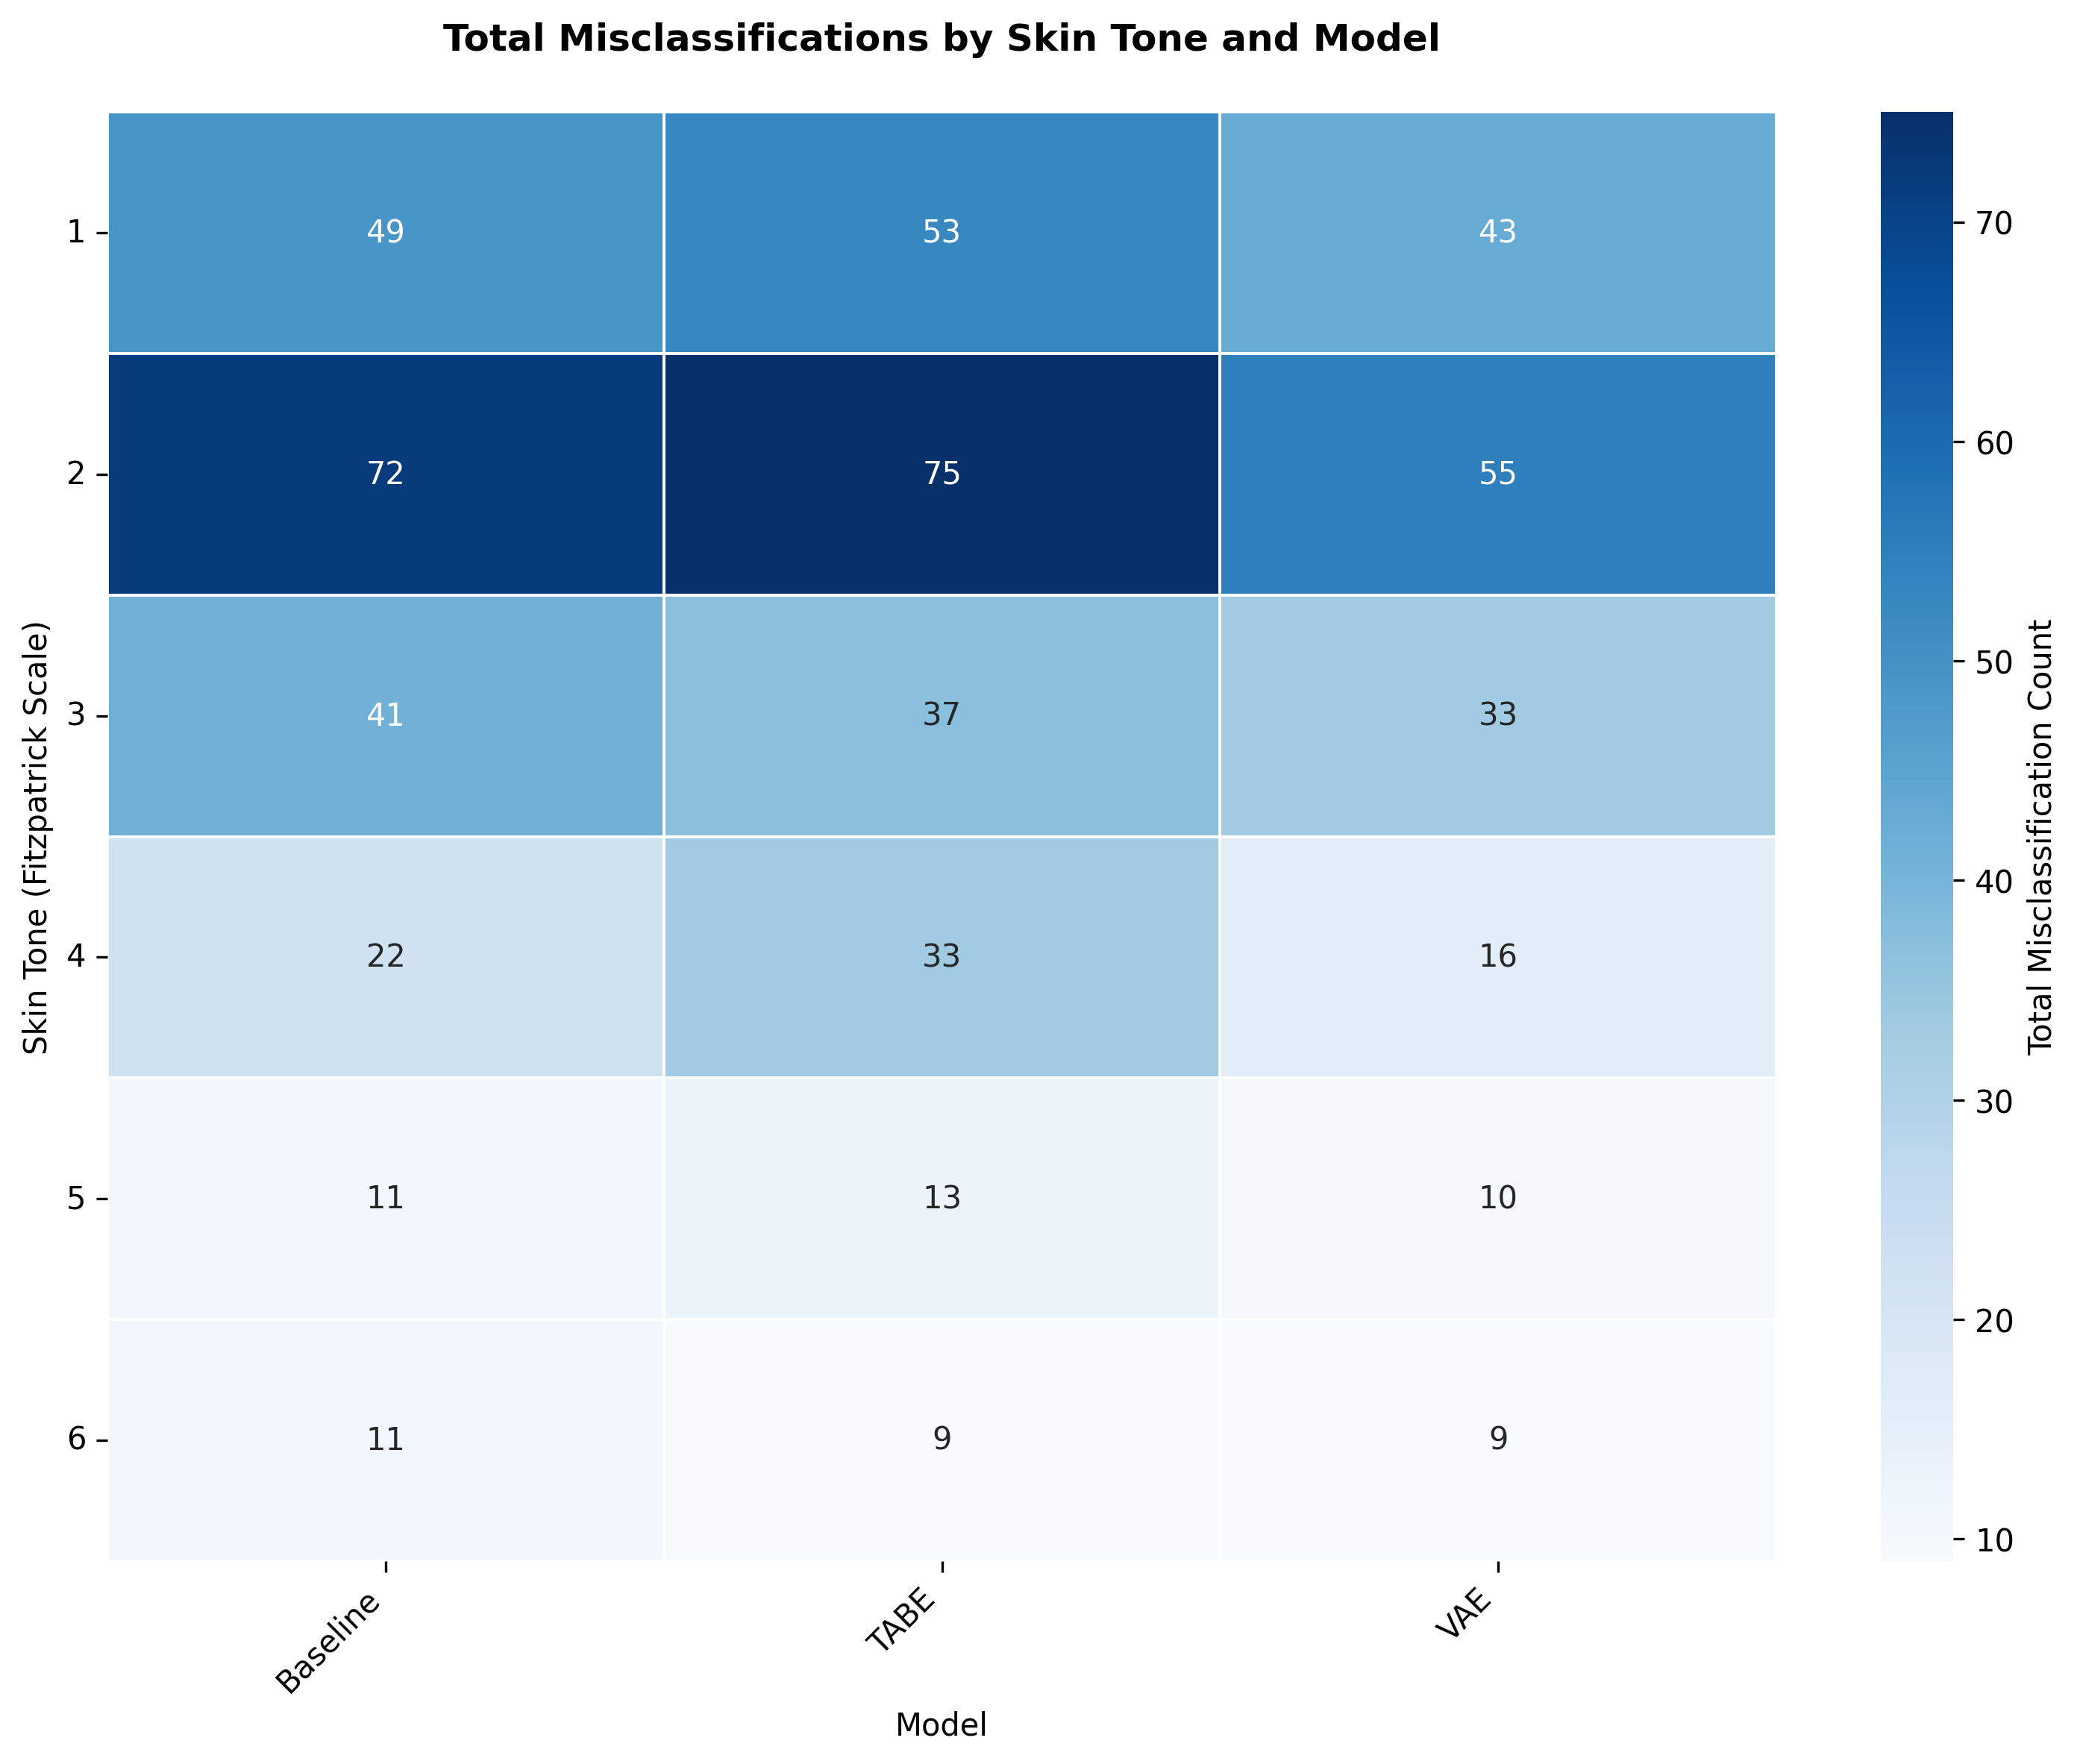 Total Misclassifications by Skin Tone and Model
Skin Tone (Fitzpatrick Scale)
1 49 53 43
2 72 75 55
3 41 37 33
4 22 33 16
5 11 13 10
6 11 9 9
Baseline TABE VAE
Model
70
60
50
40
30
20
10
Total Misclassification Count